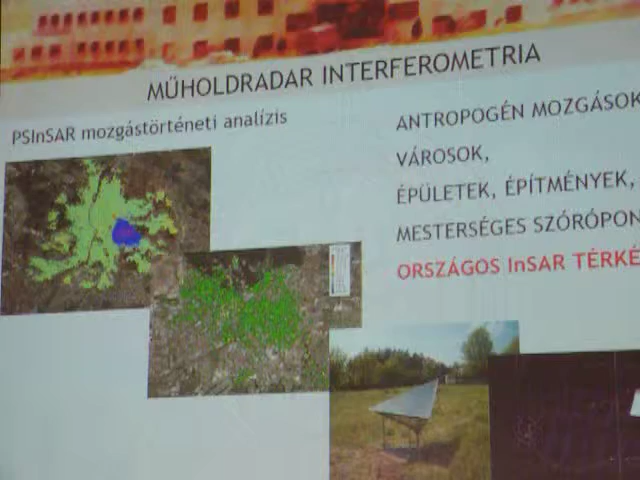 MŰHOLDRADAR INTERFEROMETRIA
PSInSAR mozgástörténeti analízis
ANTROPOGÉN MOZGÁSOK
VÁROSOK,
ÉPÜLETEK, ÉPÍTMÉNYEK,
MESTERSÉGES SZÓRÓPON
ORSZÁGOS InSAR TÉRKÉ